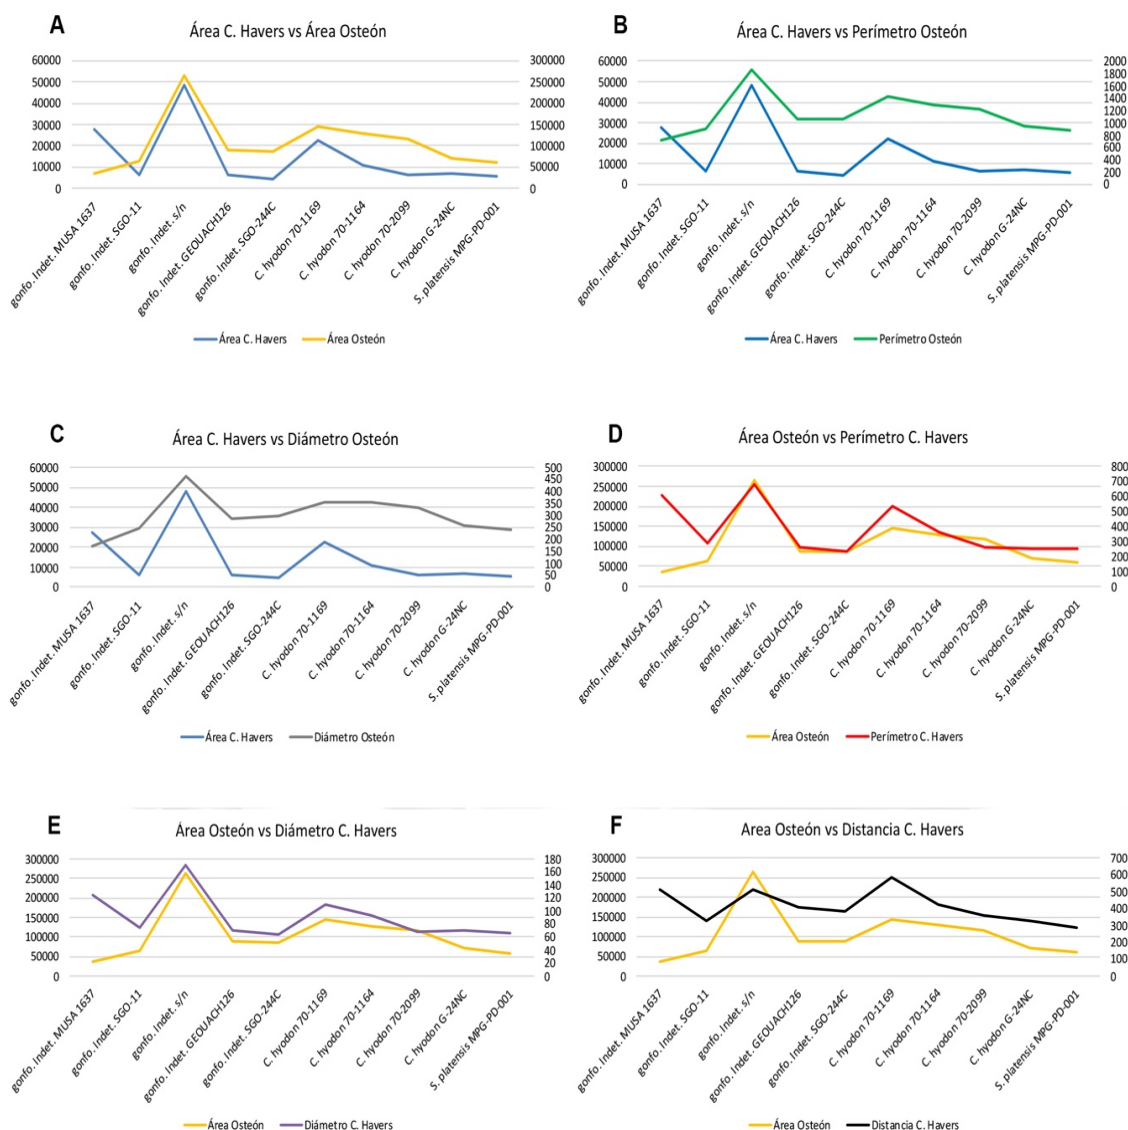 A
Área C. Havers vs Área Osteón
60000
50000
40000
30000
20000
10000
0
300000
250000
200000
150000
100000
50000
0
gonfo. Indet. MUSA 1637
gonfo. Indet. SGO-11
gonfo. Indet. s/n
gonfo. Indet. GEOUACH126
gonfo. Indet. SGO-244C
C. hyodon 70-1169
C. hyodon 70-1164
C. hyodon 70-2099
C. hyodon G-24NC
S. platensis MPG-PD-001
Área C. Havers
Área Osteón
B
Área C. Havers vs Perímetro Osteón
60000
50000
40000
30000
20000
10000
0
2000
1800
1600
1400
1200
1000
800
600
400
200
0
gonfo. Indet. MUSA 1637
gonfo. Indet. SGO-11
gonfo. Indet. s/n
gonfo. Indet. GEOUACH126
gonfo. Indet. SGO-244C
C. hyodon 70-1169
C. hyodon 70-1164
C. hyodon 70-2099
C. hyodon G-24NC
S. platensis MPG-PD-001
Área C. Havers
Perímetro Osteón
C
Área C. Havers vs Diámetro Osteón
60000
50000
40000
30000
20000
10000
0
500
450
400
350
300
250
200
150
100
50
0
gonfo. Indet. MUSA 1637
gonfo. Indet. SGO-11
gonfo. Indet. s/n
gonfo. Indet. GEOUACH126
gonfo. Indet. SGO-244C
C. hyodon 70-1169
C. hyodon 70-1164
C. hyodon 70-2099
C. hyodon G-24NC
S. platensis MPG-PD-001
Área C. Havers
Diámetro Osteón
D
Área Osteón vs Perímetro C. Havers
300000
250000
200000
150000
100000
50000
0
800
700
600
500
400
300
200
100
0
gonfo. Indet. MUSA 1637
gonfo. Indet. SGO-11
gonfo. Indet. s/n
gonfo. Indet. GEOUACH126
gonfo. Indet. SGO-244C
C. hyodon 70-1169
C. hyodon 70-1164
C. hyodon 70-2099
C. hyodon G-24NC
S. platensis MPG-PD-001
Área Osteón
Perímetro C. Havers
E
Área Osteón vs Diámetro C. Havers
300000
250000
200000
150000
100000
50000
0
180
160
140
120
100
80
60
40
20
0
gonfo. Indet. MUSA 1637
gonfo. Indet. SGO-11
gonfo. Indet. s/n
gonfo. Indet. GEOUACH126
gonfo. Indet. SGO-244C
C. hyodon 70-1169
C. hyodon 70-1164
C. hyodon 70-2099
C. hyodon G-24NC
S. platensis MPG-PD-001
Área Osteón
Diámetro C. Havers
F
Area Osteón vs Distancia C. Havers
300000
250000
200000
150000
100000
50000
0
700
600
500
400
300
200
100
0
gonfo. Indet. MUSA 1637
gonfo. Indet. SGO-11
gonfo. Indet. s/n
gonfo. Indet. GEOUACH126
gonfo. Indet. SGO-244C
C. hyodon 70-1169
C. hyodon 70-1164
C. hyodon 70-2099
C. hyodon G-24NC
S. platensis MPG-PD-001
Área Osteón
Distancia C. Havers